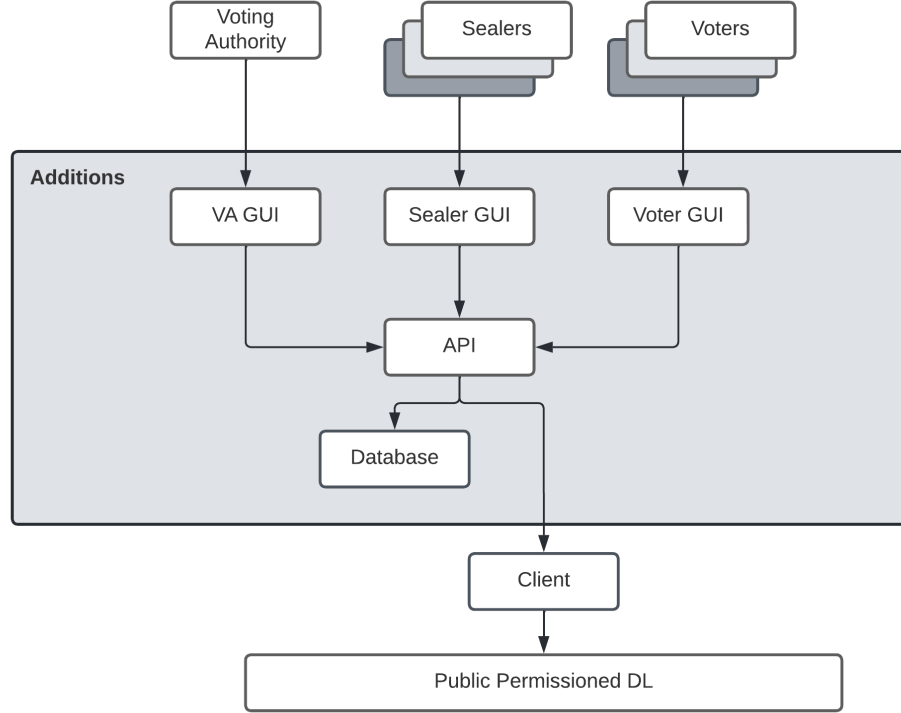 Voting
Authority
Sealers
Voters
Additions
VA GUI
Sealer GUI
Voter GUI
API
Database
Client
Public Permissioned DL